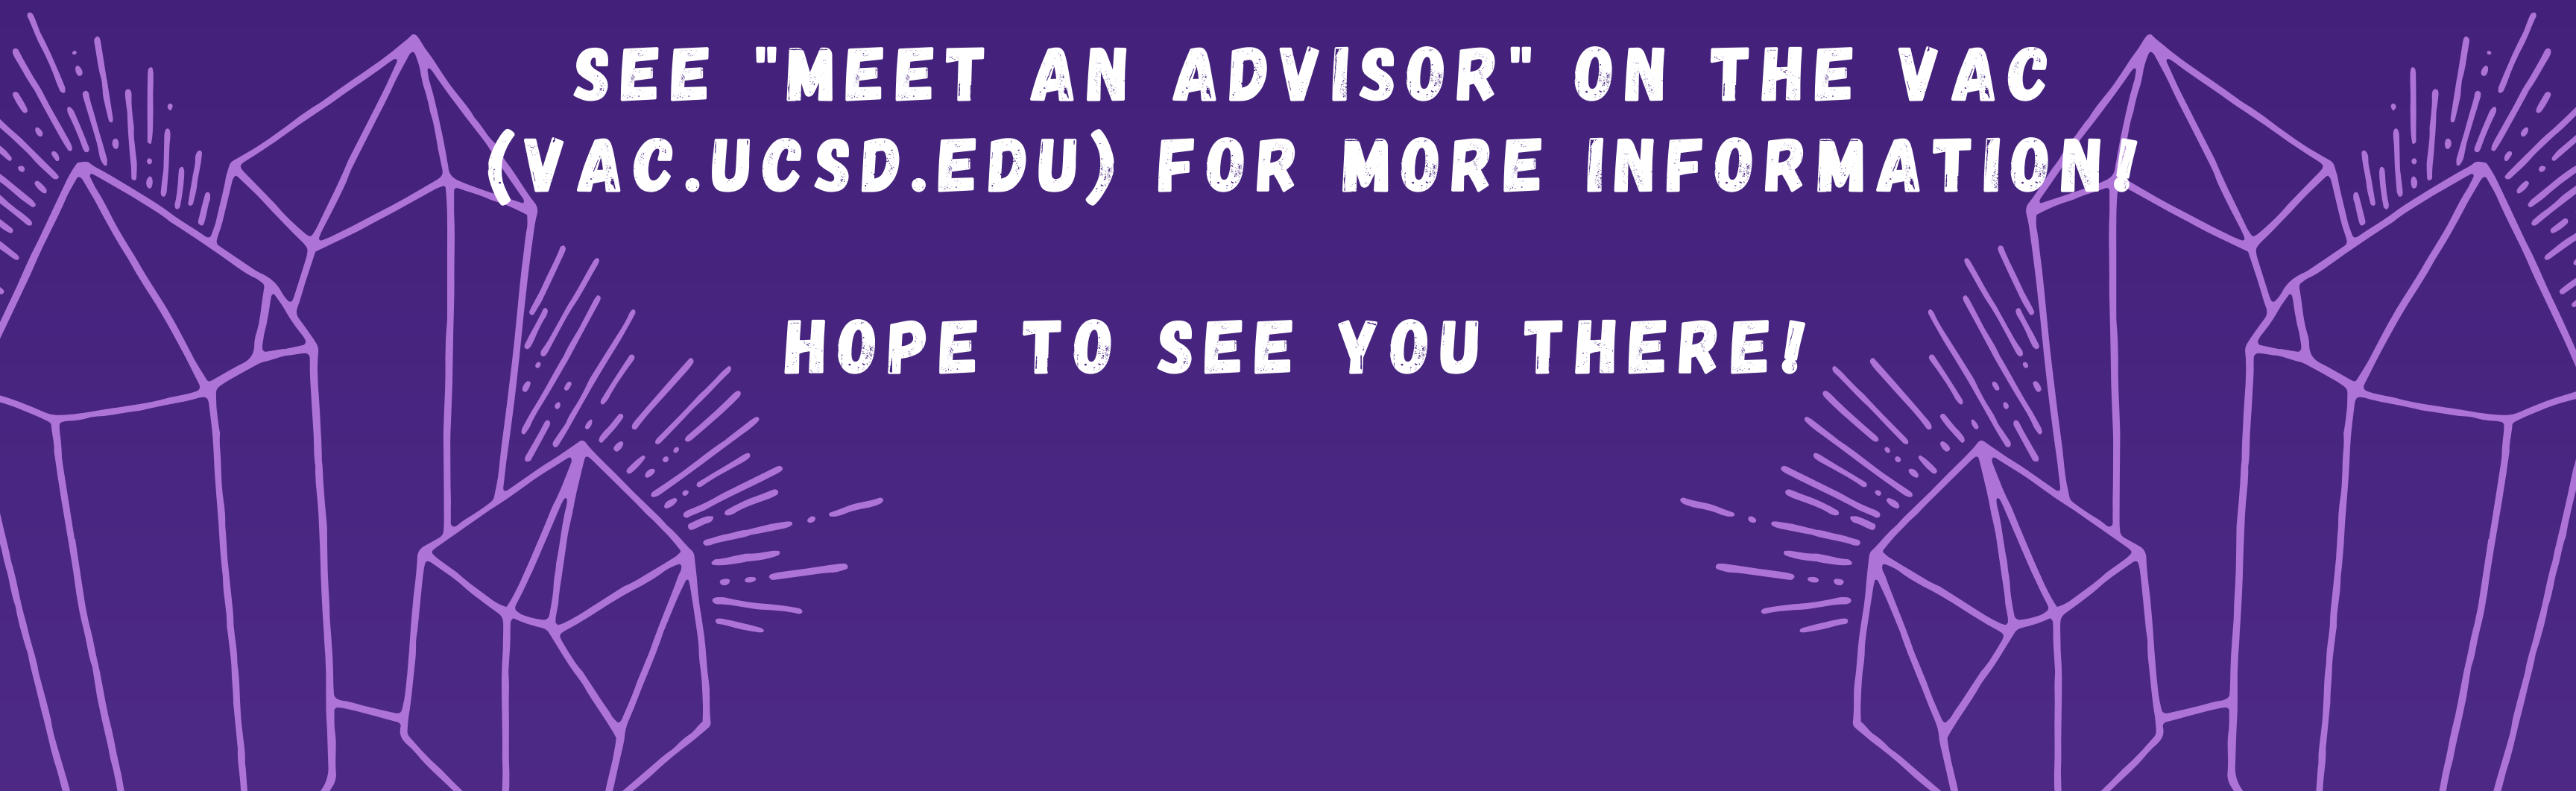 SEE "MEET AN ADVISOR" ON THE VAC
(VAC.UCSD.EDU) FOR MORE INFORMATION!
HOPE TO SEE YOU THERE!